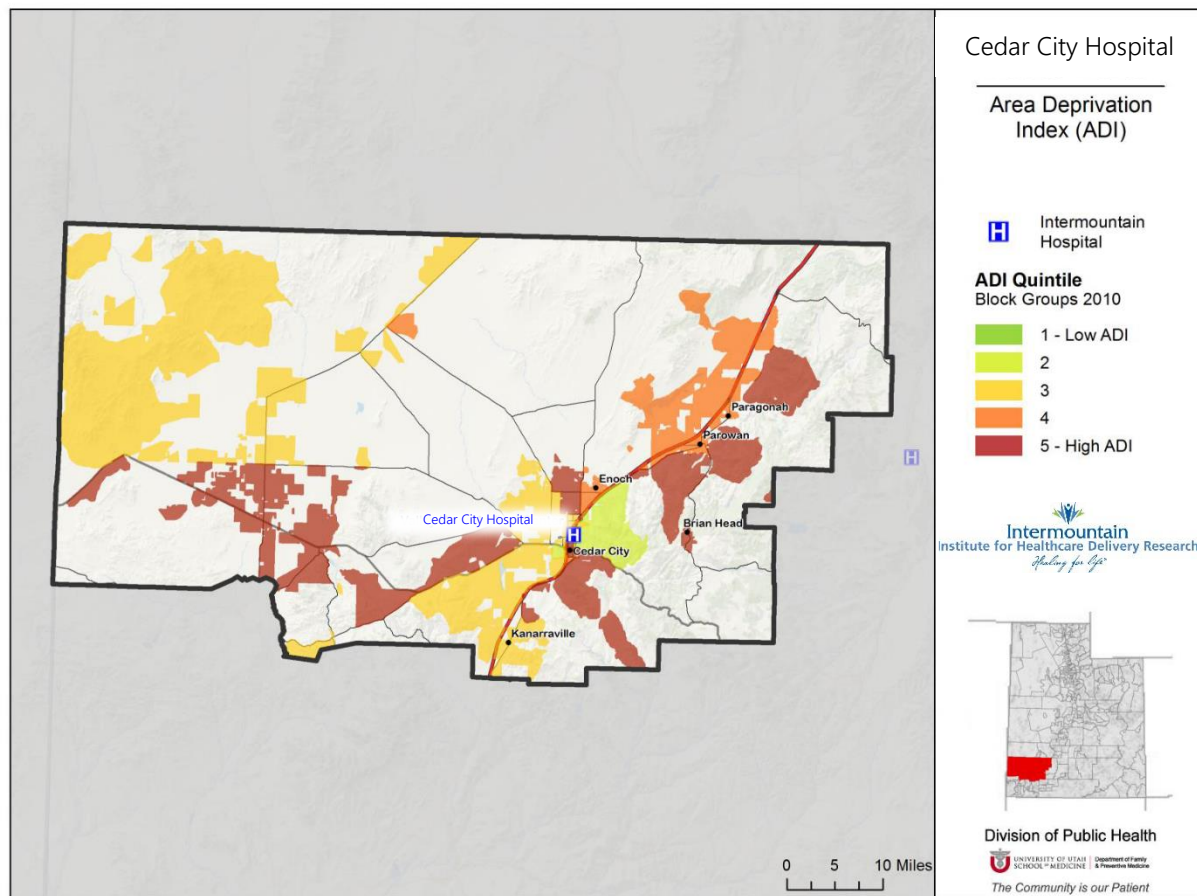 Cedar City Hospital
Area Deprivation
Index (ADI)
H
Intermountain
Hospital
ADI Quintile
Block Groups 2010
1 - Low ADI
2
3
4
5 - High ADI
Intermountain
Institute for Healthcare Delivery Research
Healing for life
Division of Public Health
UNIVERSITY OF UTAH
SCHOOL OF MEDICINE
Department of Family
& Preventive Medicine
The Community is our Patient
Paragonah
Parowan
H
Enoch
Cedar City Hospital
Brian Head
H
Cedar City
Kanarraville
0 5 10 Miles